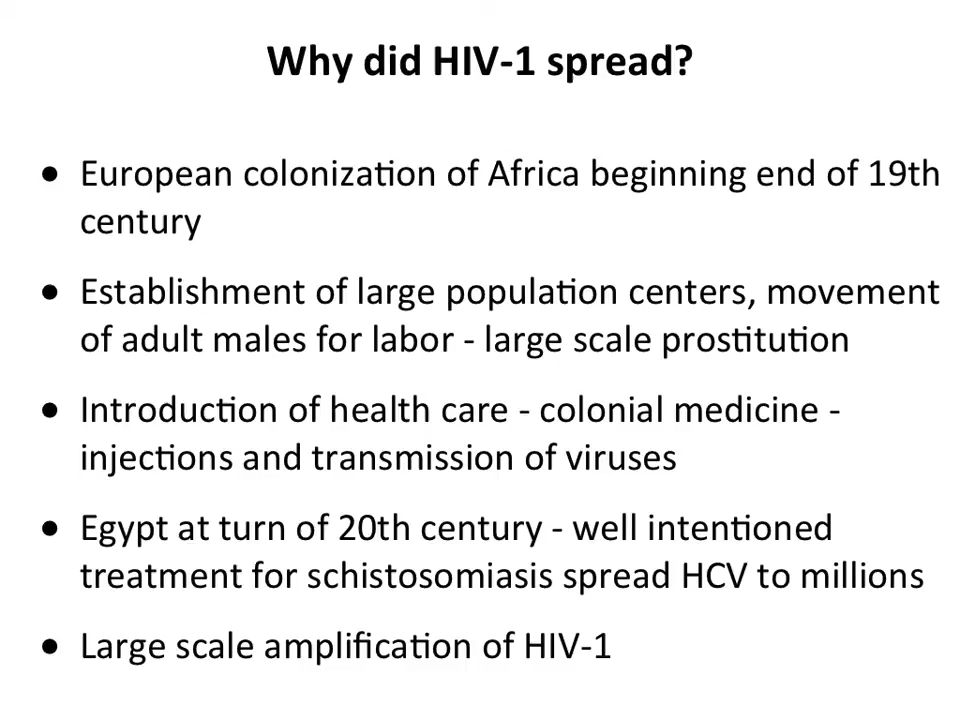 Why did HIV-1 spread?
● European colonization of Africa beginning end of 19th
century
● Establishment of large population centers, movement
of adult males for labor - large scale prostitution
● Introduction of health care - colonial medicine -
injections and transmission of viruses
● Egypt at turn of 20th century - well intentioned
treatment for schistosomiasis spread HCV to millions
● Large scale amplification of HIV-1